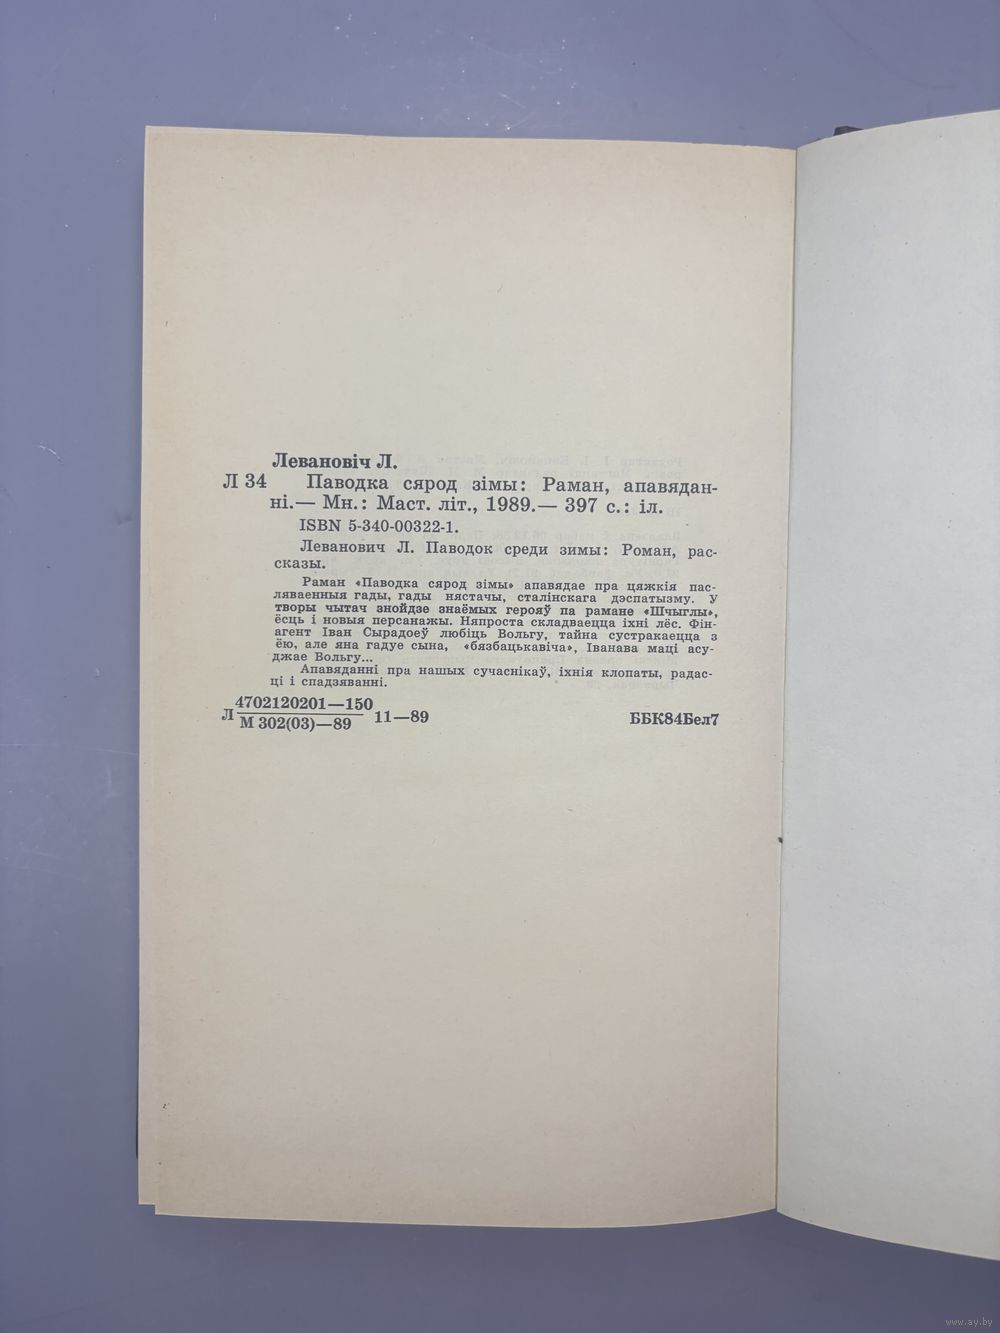 Левановіч Л.
Л 34 Паводка сярод зімы: Раман, апавядан-
ні.— Мн.: Маст. літ., 1989.— 397 с.: іл.
ISBN 5-340-00322-1.
Леванович Л. Паводок среди зимы: Роман, рас-
сказы.
Раман «Паводка сярод зімы» апавядае пра цяжкія пас-
ляваенныя гады, гады нястачы, сталінскага дэспатызму. У
творы чытач знойдзе знаёмых герояў па рамане «Шчыглы»,
ёсць і новыя персанажы. Няпроста складваецца іхні лёс. Фін-
агент Іван Сырадоеў любіць Вольгу, тайна сустракаецца з
ёю, але яна гадуе сына, «бязбацькавіча», Іванава маці асу-
джае Вольгу...
Апавяданні пра нашых сучаснікаў, іхнія клопаты, радас-
ці і спадзяванні.
4702120201—150
Л М 302(03)—89 11—89 ББК84Бел7
www.ay.by